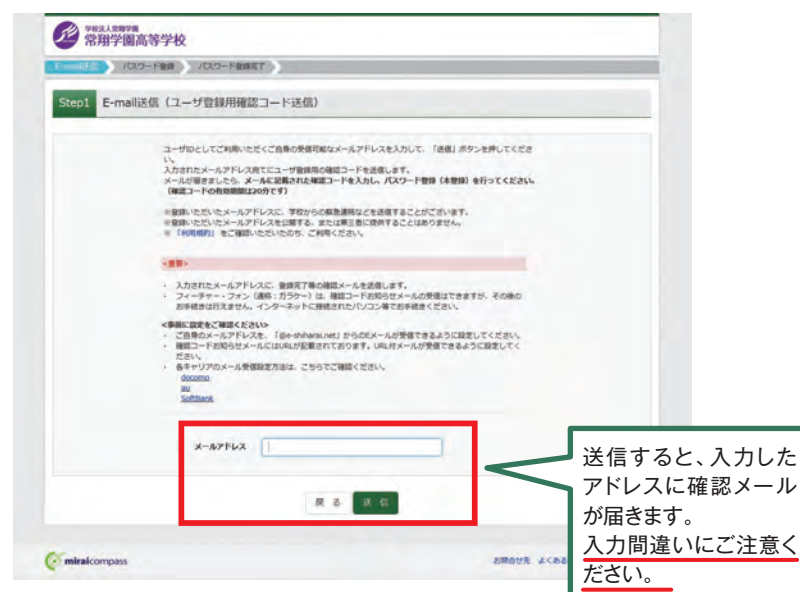 学校法人常翔学園
常翔学園高等学校
E-mail送信
パスワード登録
パスワード登録完了
Step1 E-mail送信（ユーザ登録用確認コード送信）
ユーザIDとしてご利用いただくご自身の受信可能なメールアドレスを入力して、「送信」ボタンを押してくださ
い。
入力されたメールアドレス宛てにユーザ登録用の確認コードを送信します。
メールが届きましたら、メールに記載された確認コードを入力し、パスワード登録（本登録）を行ってください。
（確認コードの有効期間は20分です）
※登録いただいたメールアドレスに、学校からの緊急連絡などを送信することがございます。
※登録いただいたメールアドレスを公開する、または第三者に提供することはありません。
※「利用規約」をご確認いただいたのち、ご利用ください。
<重要>
・ 入力されたメールアドレスに、登録完了等の確認メールを送信します。
・ フィーチャー・フォン（通称：ガラケー）は、確認コードお知らせメールの受信はできますが、その後の
お手続きは行えません。インターネットに接続されたパソコン等でお手続きください。
<事前に設定をご確認ください>
・ ご自身のメールアドレスを、「@e-shiharai.net」からのEメールが受信できるように設定してください。
・ 確認コードお知らせメールにはURLが記載されております。URL付メールが受信できるように設定してく
ださい。
・ 各キャリアのメール受信設定方法は、こちらでご確認ください。
docomo
au
SoftBank
メールアドレス
戻る 送信
送信すると、入力した
アドレスに確認メール
が届きます。
入力間違いにご注意く
ださい。
miraicompass
お問合せ先 よくある